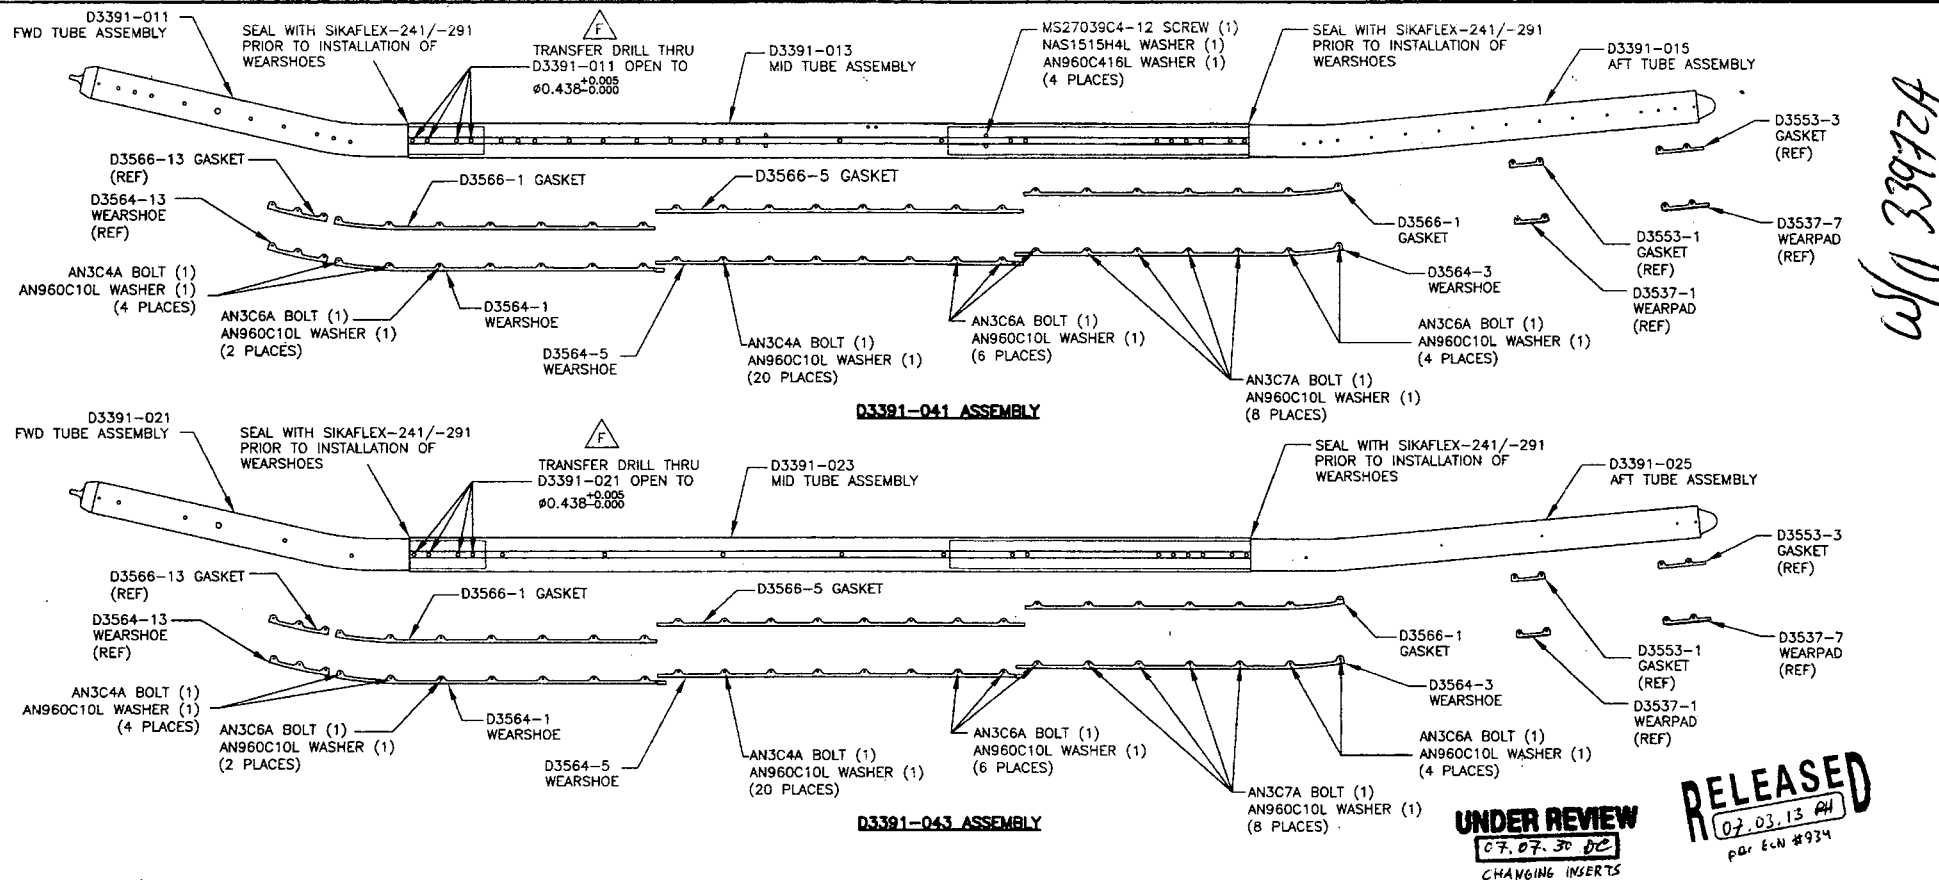 D3391-011
FWD TUBE ASSEMBLY
SEAL WITH SIKAFLEX-241/-291
PRIOR TO INSTALLATION OF
WEARSHOES
F
TRANSFER DRILL THRU
D3391-011 OPEN TO
ø0.438+0.005
-0.000
D3391-013
MID TUBE ASSEMBLY
MS27039C4-12 SCREW (1)
NAS1515H4L WASHER (1)
AN960C416L WASHER (1)
(4 PLACES)
SEAL WITH SIKAFLEX-241/-291
PRIOR TO INSTALLATION OF
WEARSHOES
D3391-015
AFT TUBE ASSEMBLY
D3553-3
GASKET
(REF)
D3566-13 GASKET
(REF)
D3566-1 GASKET
D3566-5 GASKET
D3564-13
WEARSHOE
(REF)
D3566-1
GASKET
D3553-1
GASKET
(REF)
D3537-7
WEARPAD
(REF)
AN3C4A BOLT (1)
AN960C10L WASHER (1)
(4 PLACES)
D3564-3
WEARSHOE
D3537-1
WEARPAD
(REF)
AN3C6A BOLT (1)
AN960C10L WASHER (1)
(2 PLACES)
D3564-1
WEARSHOE
D3564-5
WEARSHOE
AN3C4A BOLT (1)
AN960C10L WASHER (1)
(20 PLACES)
AN3C6A BOLT (1)
AN960C10L WASHER (1)
(6 PLACES)
AN3C7A BOLT (1)
AN960C10L WASHER (1)
(8 PLACES)
AN3C6A BOLT (1)
AN960C10L WASHER (1)
(4 PLACES)
D3391-041 ASSEMBLY
D3391-021
FWD TUBE ASSEMBLY
SEAL WITH SIKAFLEX-241/-291
PRIOR TO INSTALLATION OF
WEARSHOES
F
TRANSFER DRILL THRU
D3391-021 OPEN TO
ø0.438+0.005
-0.000
D3391-023
MID TUBE ASSEMBLY
SEAL WITH SIKAFLEX-241/-291
PRIOR TO INSTALLATION OF
WEARSHOES
D3391-025
AFT TUBE ASSEMBLY
D3553-3
GASKET
(REF)
D3566-13 GASKET
(REF)
D3566-1 GASKET
D3566-5 GASKET
D3564-13
WEARSHOE
(REF)
D3566-1
GASKET
D3553-1
GASKET
(REF)
D3537-7
WEARPAD
(REF)
AN3C4A BOLT (1)
AN960C10L WASHER (1)
(4 PLACES)
D3564-3
WEARSHOE
D3537-1
WEARPAD
(REF)
AN3C6A BOLT (1)
AN960C10L WASHER (1)
(2 PLACES)
D3564-1
WEARSHOE
D3564-5
WEARSHOE
AN3C4A BOLT (1)
AN960C10L WASHER (1)
(20 PLACES)
AN3C6A BOLT (1)
AN960C10L WASHER (1)
(6 PLACES)
AN3C7A BOLT (1)
AN960C10L WASHER (1)
(8 PLACES)
AN3C6A BOLT (1)
AN960C10L WASHER (1)
(4 PLACES)
D3391-043 ASSEMBLY
UNDER REVIEW
07.07.30 DC
CHANGING INSERTS
RELEASED
07.03.13
per ECN #934